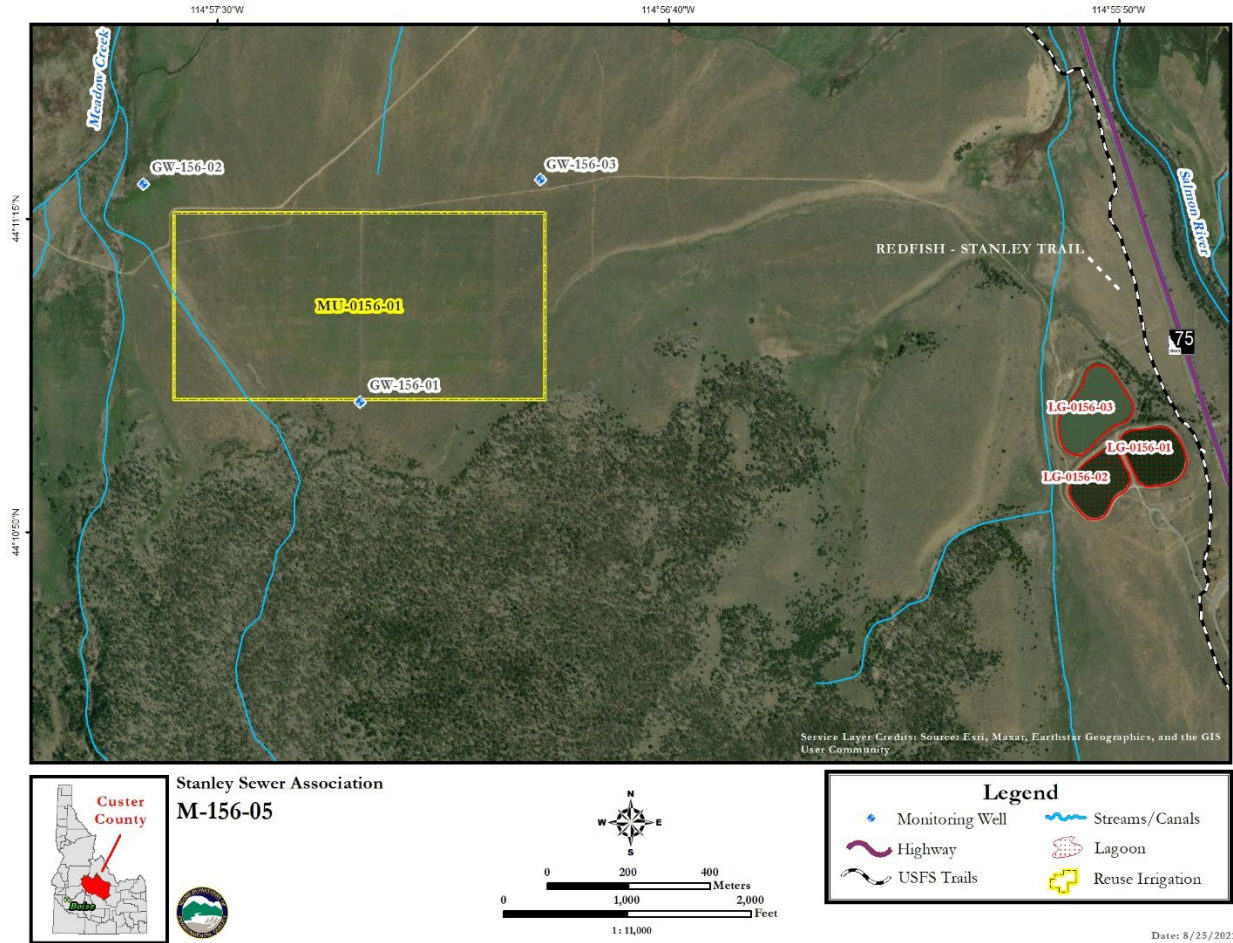 114°57'30"W
114°56'40"W
114°55'50"W
Meadow Creek
GW-156-02
GW-156-03
44°11'15"N
Salmon River
REDFISH - STANLEY TRAIL
MU-0156-01
75
GW-156-01
LG-0156-03
LG-0156-01
LG-0156-02
44°10'50"N
Service Layer Credits: Source: Esri, Maxar, Earthstar Geographics, and the GIS
User Community
Custer
County
Boise
Stanley Sewer Association
M-156-05
N
W
E
S
0 200 400
Meters
0 1,000 2,000
Feet
1 : 11,000
Legend
Monitoring Well
Streams/Canals
Highway
Lagoon
USFS Trails
Reuse Irrigation
Date: 8/25/202